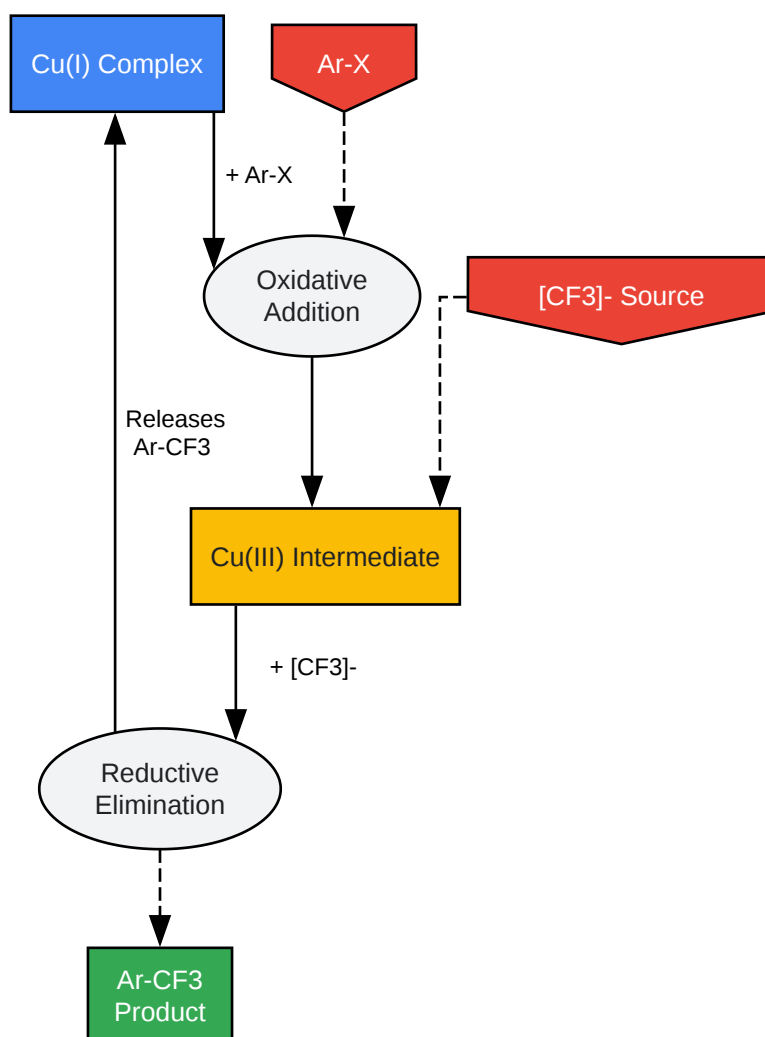 Cu(I) Complex
Ar-X
+ Ar-X
Oxidative
Addition
[CF3]- Source
Releases
Ar-CF3
Cu(III) Intermediate
+ [CF3]-
Reductive
Elimination
Ar-CF3
Product